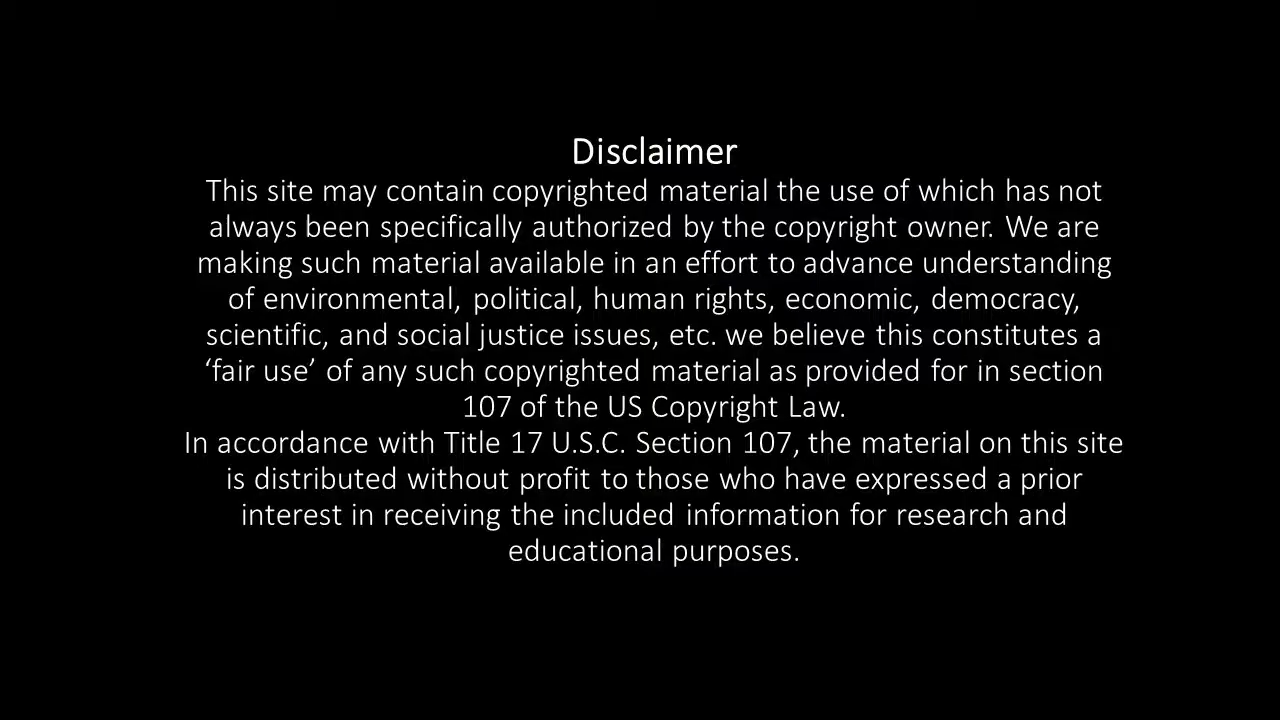 Disclaimer
This site may contain copyrighted material the use of which has not
always been specifically authorized by the copyright owner. We are
making such material available in an effort to advance understanding
of environmental, political, human rights, economic, democracy,
scientific, and social justice issues, etc. we believe this constitutes a
‘fair use’ of any such copyrighted material as provided for in section
107 of the US Copyright Law.
In accordance with Title 17 U.S.C. Section 107, the material on this site
is distributed without profit to those who have expressed a prior
interest in receiving the included information for research and
educational purposes.